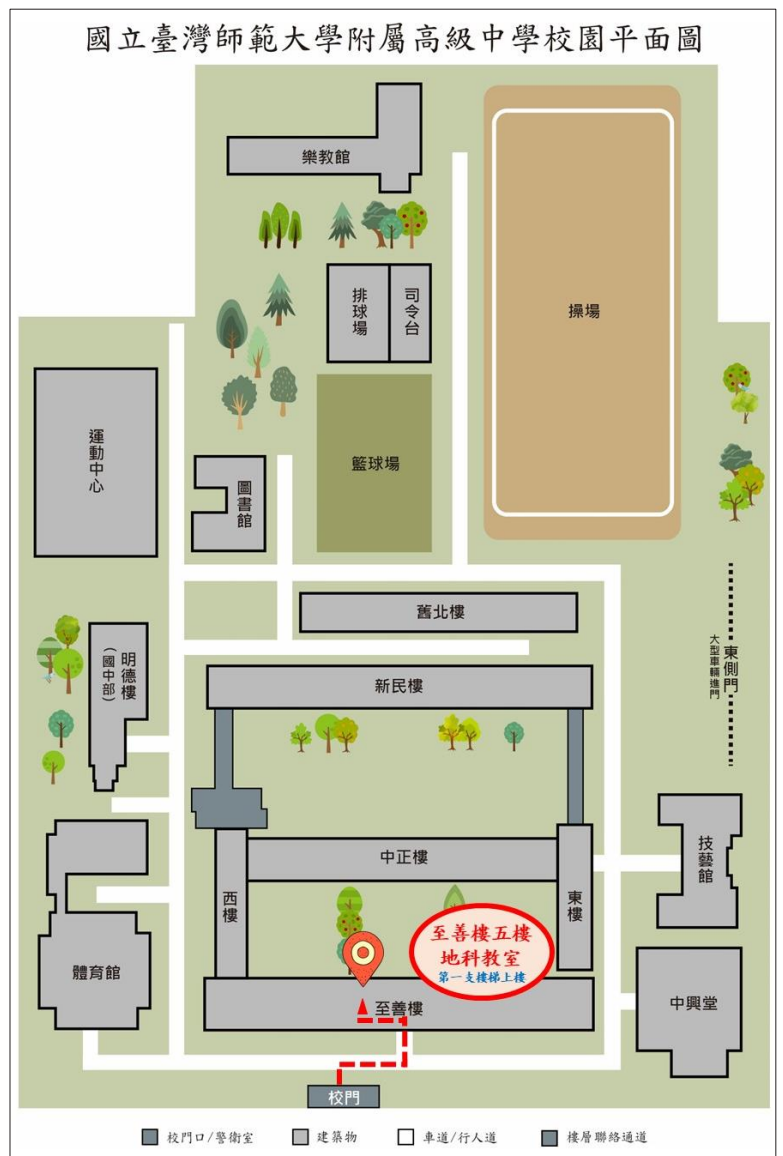 國立臺灣師範大學附屬高級中學校園平面圖
樂教館
排球場
司令台
操場
運動中心
籃球場
圖書館
舊北樓
明德樓
(國中部)
東側門
大型車輛進門
新民樓
技藝館
中正樓
西樓
東樓
至善樓五樓
地科教室
第一支樓梯上樓
體育館
至善樓
中興堂
校門
校門口/警衛室
建築物
車道/行人道
樓層聯絡通道